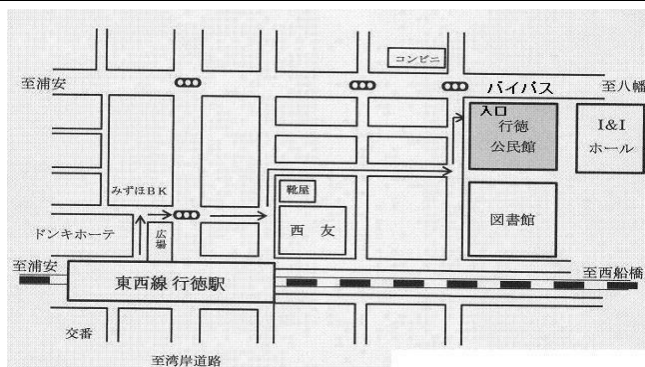 コンビニ
至浦安
バイパス
至八幡
入口
行徳
公民館
I&I
ホール
みずほBK
靴屋
西 友
図書館
ドンキホーテ
広場
至浦安
東西線 行徳駅
至西船橋
交番
至湾岸道路